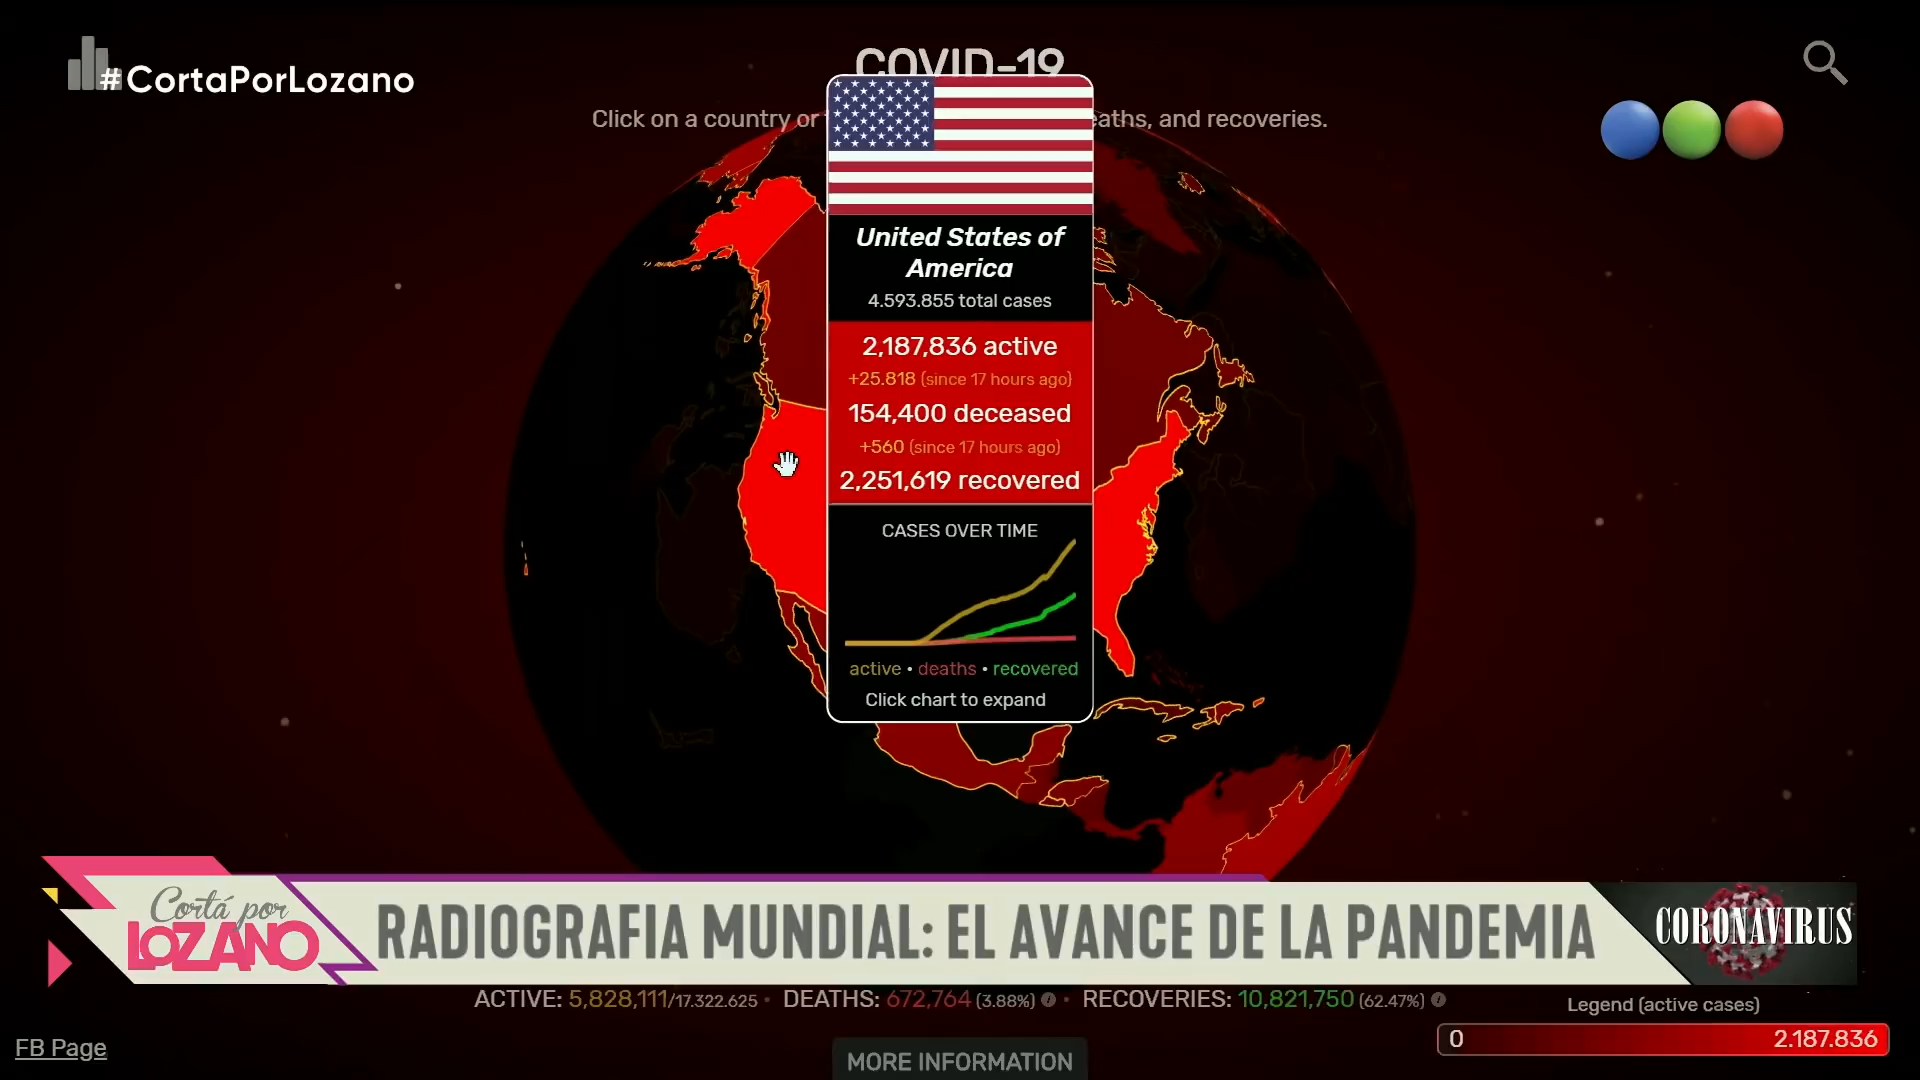 #CortaPorLozano
COVID-19
Click on a country or
eaths, and recoveries.
United States of
America
4.593.855 total cases
2,187,836 active
+25.818 (since 17 hours ago)
154,400 deceased
+560 (since 17 hours ago)
2,251,619 recovered
CASES OVER TIME
active • deaths • recovered
Click chart to expand
Cortá por
LOZANO
RADIOGRAFIA MUNDIAL: EL AVANCE DE LA PANDEMIA
CORONAVIRUS
ACTIVE: 5,828,111/17.322.625 • DEATHS: 672,764 (3.88%) • RECOVERIES: 10,821,750 (62.47%)
Legend (active cases)
0 2.187.836
FB Page
MORE INFORMATION